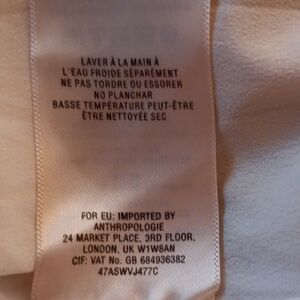 LAVER À LA MAIN À
L'EAU FROIDE SÉPARÉMENT
NE PAS TORDRE OU ESSORER
NO PLANCHAR
BASSE TEMPÉRATURE PEUT-ÊTRE
ÊTRE NETTOYÉE SEC
FOR EU: IMPORTED BY
ANTHROPOLOGIE
24 MARKET PLACE, 3RD FLOOR,
LONDON, UK W1W8AN
CIF: VAT No. GB 684936382
47ASWVJ477C